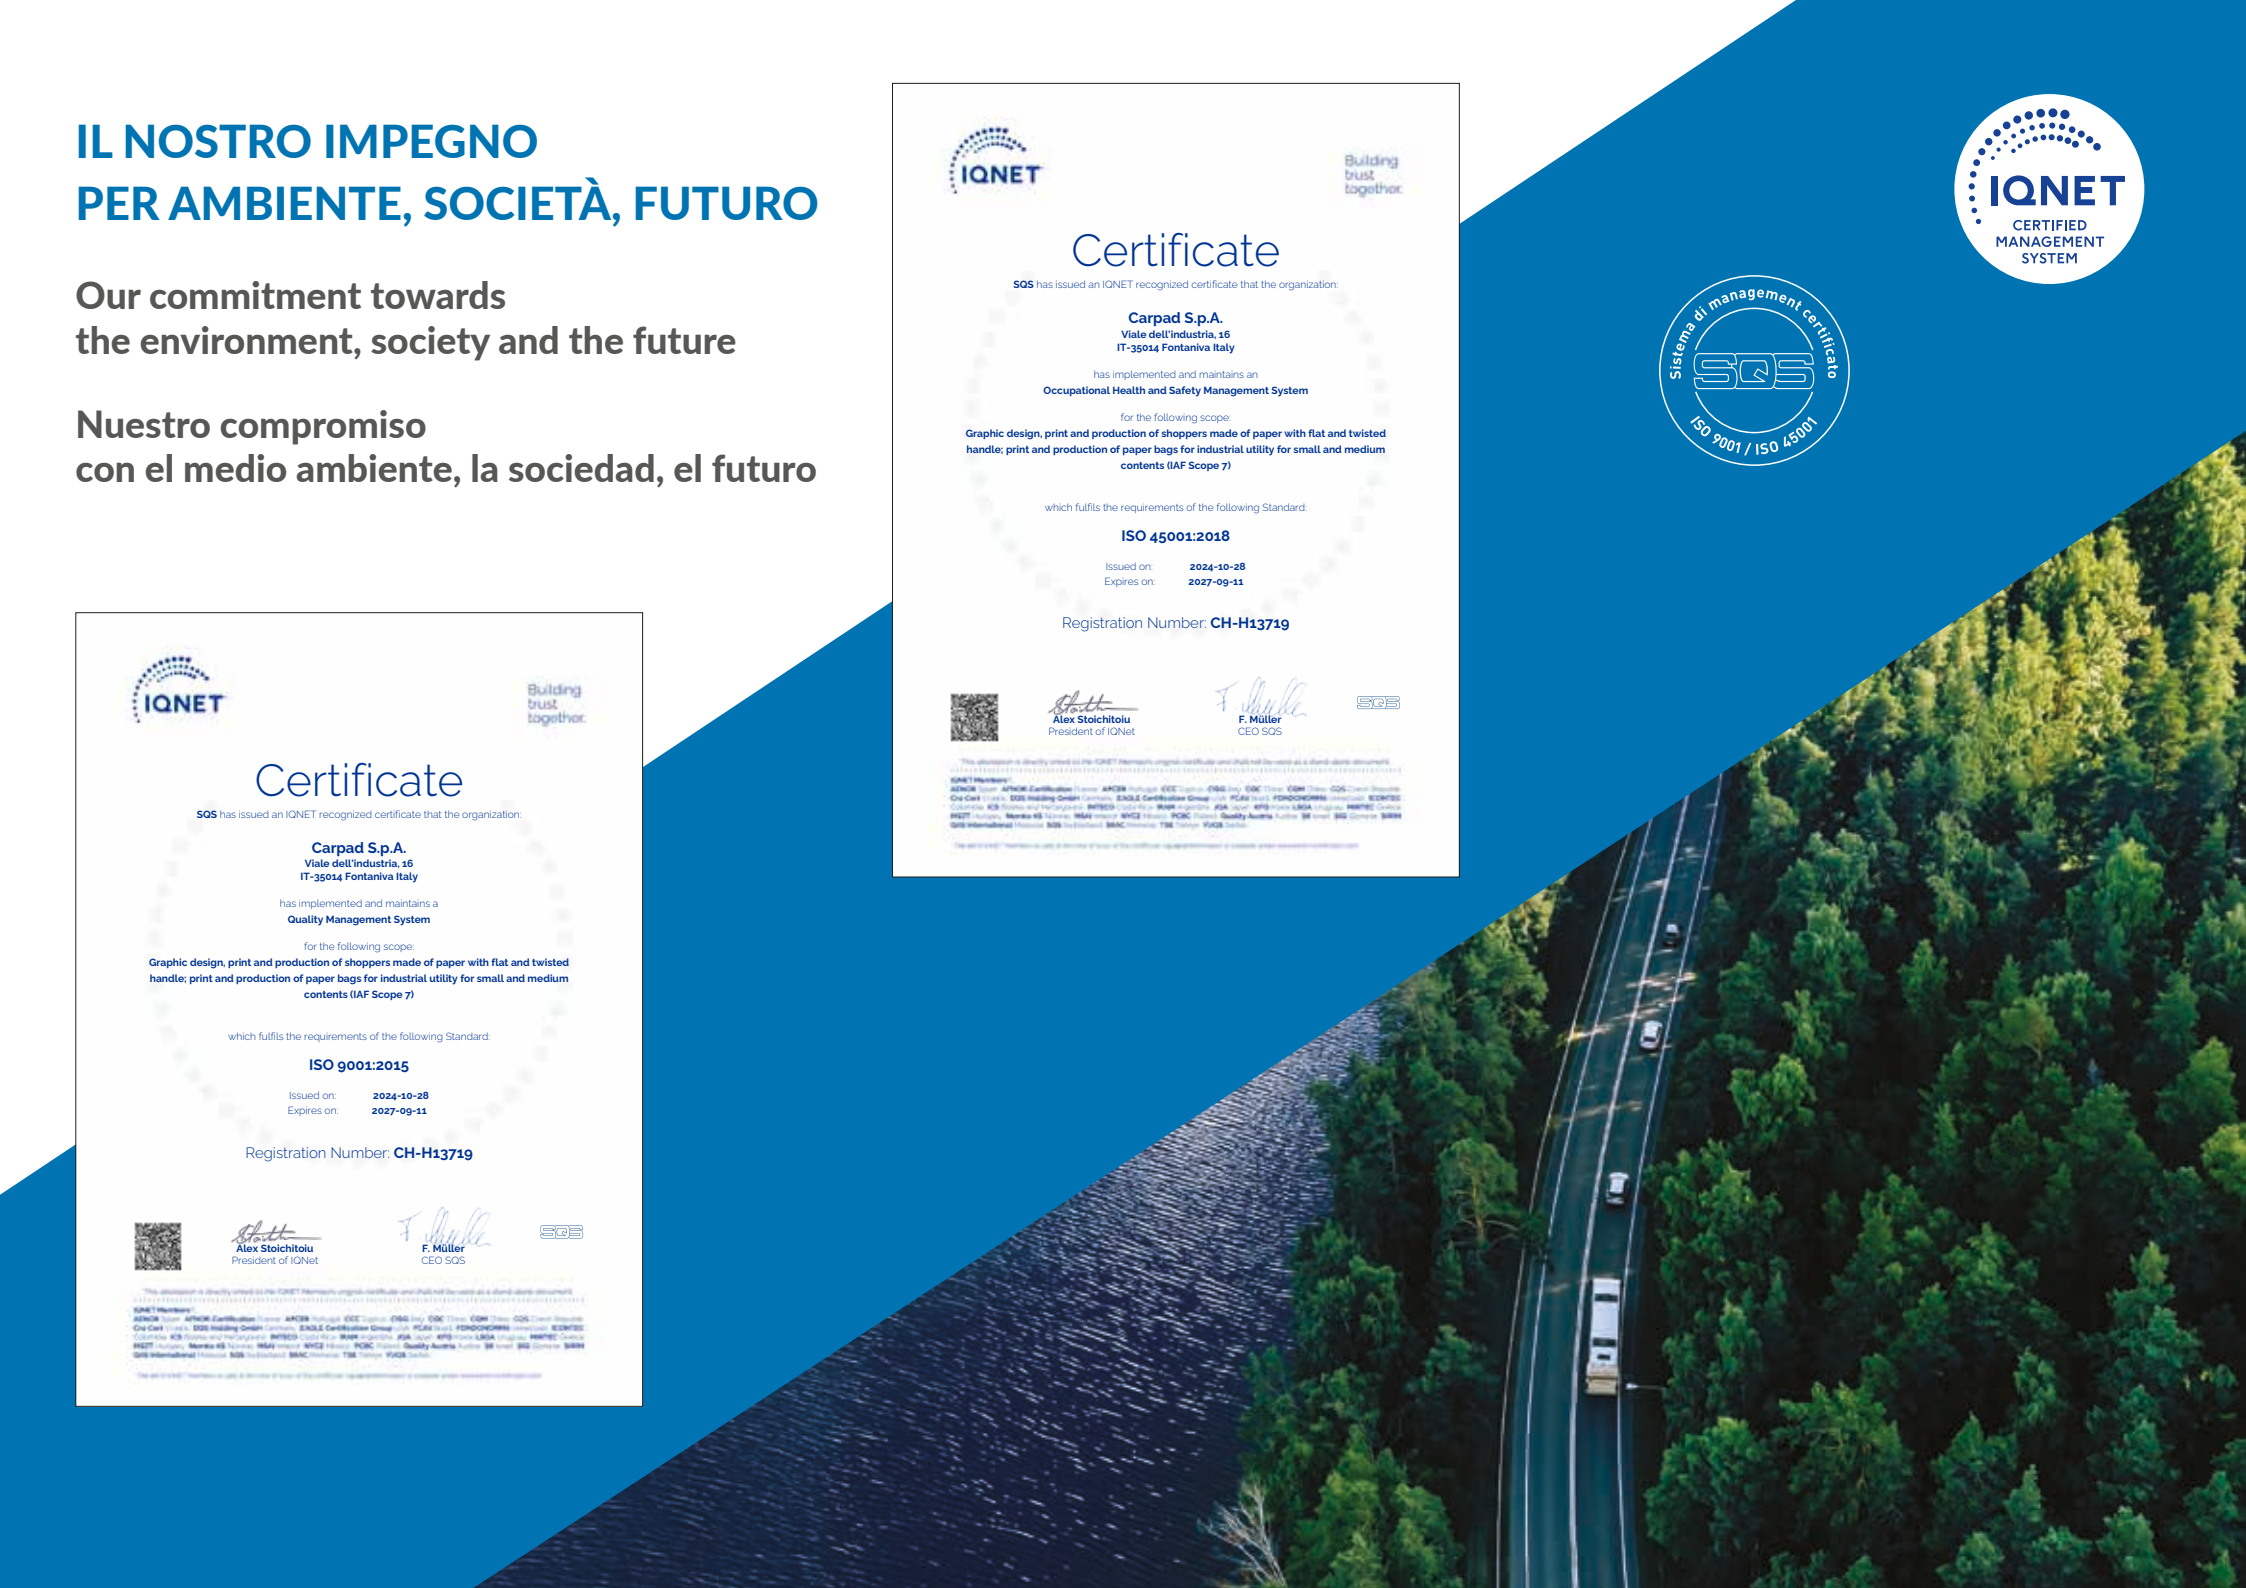 IL NOSTRO IMPEGNO
PER AMBIENTE, SOCIETÀ, FUTURO
Our commitment towards
the environment, society and the future
Nuestro compromiso
con el medio ambiente, la sociedad, el futuro
IQNET
Building
trust
together.
Certificate
SQS has issued an IQNET recognized certificate that the organization:
Carpad S.p.A.
Viale dell'industria, 16
IT-35014 Fontaniva Italy
has implemented and maintains an
Occupational Health and Safety Management System
for the following scope:
Graphic design, print and production of shoppers made of paper with flat and twisted
handle; print and production of paper bags for industrial utility for small and medium
contents (IAF Scope 7)
which fulfils the requirements of the following Standard:
ISO 45001:2018
Issued on: 2024-10-28
Expires on: 2027-09-11
Registration Number: CH-H13719
Alex Stoichitoiu
President of IQNet
F. Müller
CEO SQS
SQS
IQNET
CERTIFIED
MANAGEMENT
SYSTEM
Sistema di management certificato
SQS
ISO 9001 / ISO 45001
IQNET
Building
trust
together.
Certificate
SQS has issued an IQNET recognized certificate that the organization:
Carpad S.p.A.
Viale dell'industria, 16
IT-35014 Fontaniva Italy
has implemented and maintains a
Quality Management System
for the following scope:
Graphic design, print and production of shoppers made of paper with flat and twisted
handle; print and production of paper bags for industrial utility for small and medium
contents (IAF Scope 7)
which fulfils the requirements of the following Standard:
ISO 9001:2015
Issued on: 2024-10-28
Expires on: 2027-09-11
Registration Number: CH-H13719
Alex Stoichitoiu
President of IQNet
F. Müller
CEO SQS
SQS